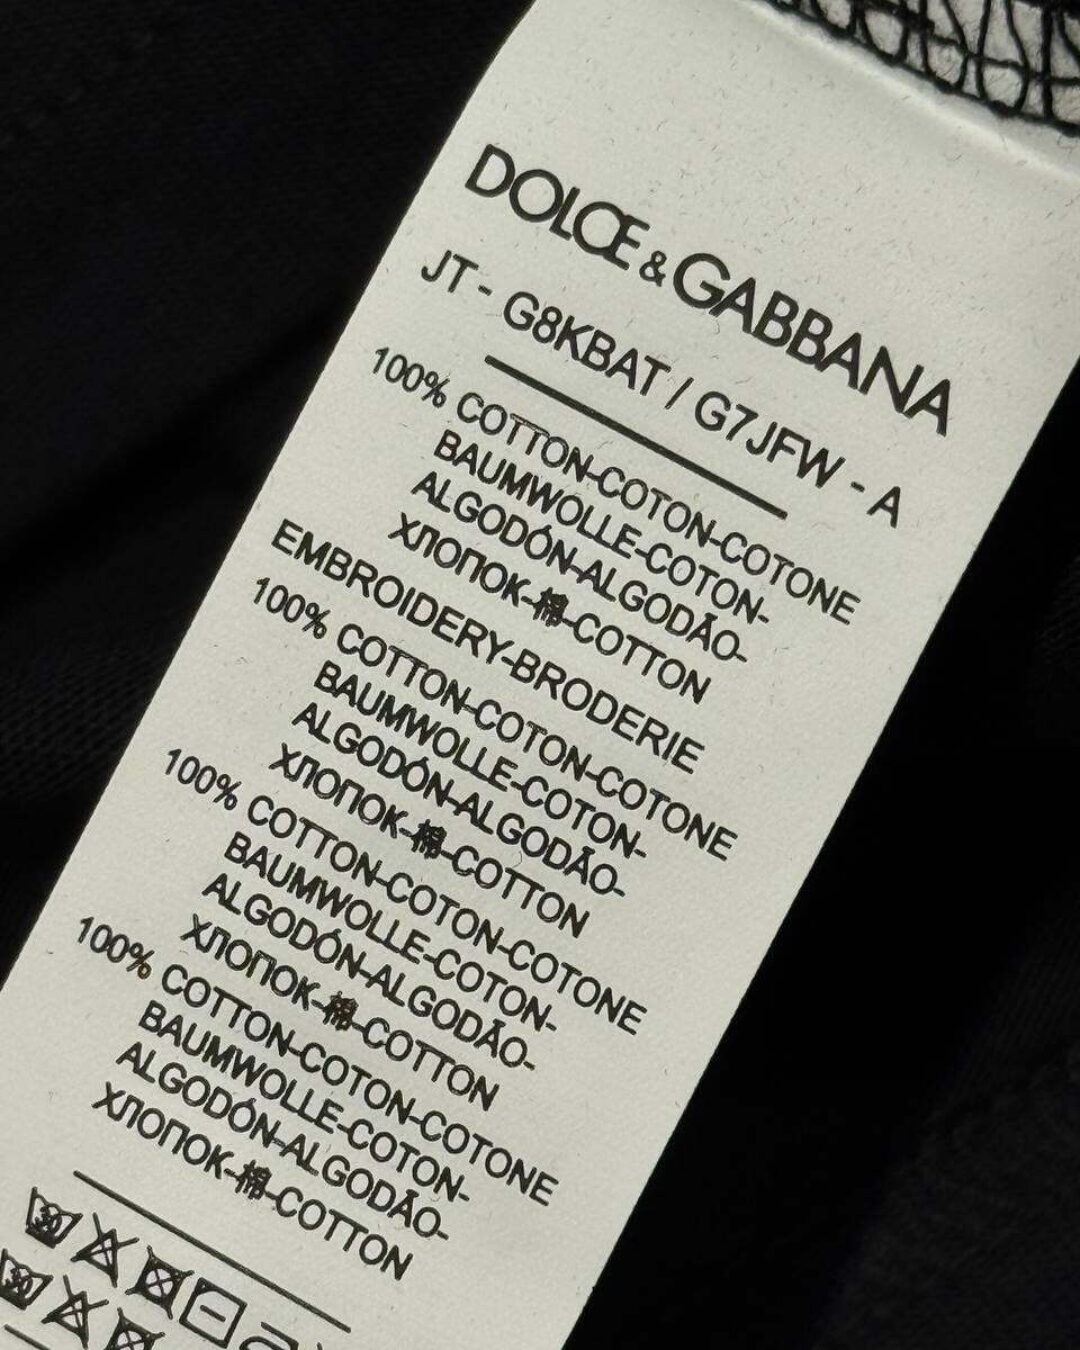 DOLCE & GABBANA
JT - G8KBAT / G7JFW - A
100% COTTON-COTON-COTONE
BAUMWOLLE-COTON-
ALGODÓN-ALGODÃO-
ХЛОПОК-棉-COTTON
EMBROIDERY-BRODERIE
100% COTTON-COTON-COTONE
BAUMWOLLE-COTON-
ALGODÓN-ALGODÃO-
ХЛОПОК-棉-COTTON
100% COTTON-COTON-COTONE
BAUMWOLLE-COTON-
ALGODÓN-ALGODÃO-
ХЛОПОК-棉-COTTON
100% COTTON-COTON-COTONE
BAUMWOLLE-COTON-
ALGODÓN-ALGODÃO-
ХЛОПОК-棉-COTTON
30
30